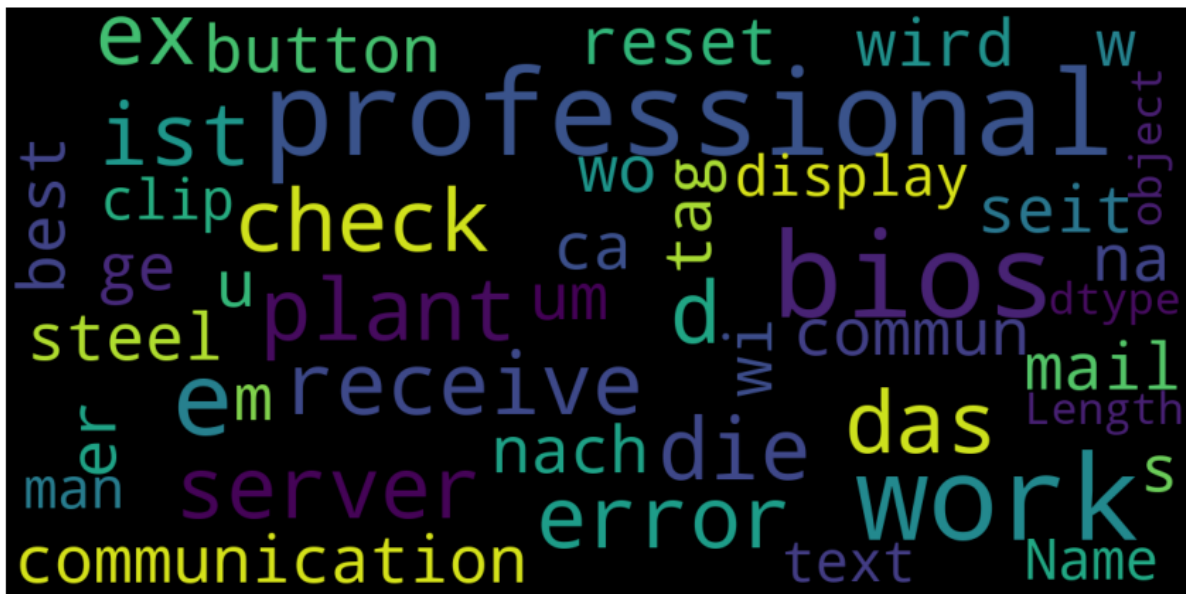 ex button reset wird w
professional
object
ist
best
wo
tag
display
clip
check
seit
ca
bios
na
ge
u
plant
um
d
dtype
steel
wi
commun
mail
e
m
receive
das
Length
er
nach
die
work
s
man
server
error
communication
text
Name